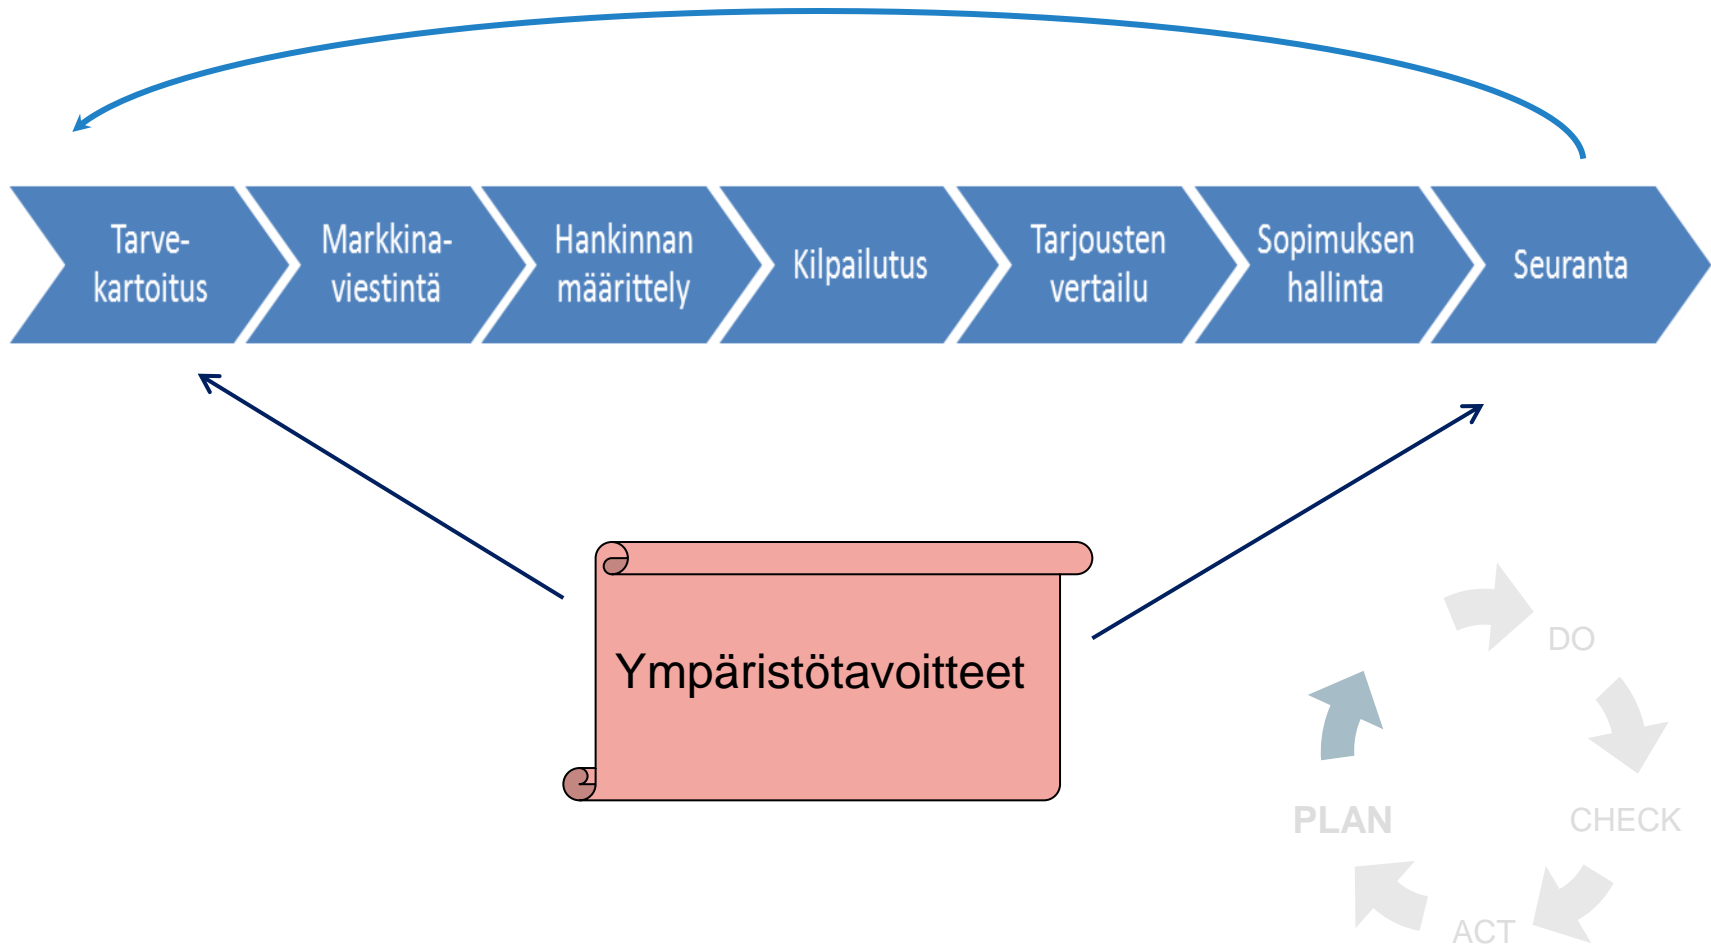 Tarve-
kartoitus
Markkina-
viestintä
Hankinnan
määrittely
Kilpailutus
Tarjousten
vertailu
Sopimuksen
hallinta
Seuranta
Ympäristötavoitteet
DO
PLAN
CHECK
ACT